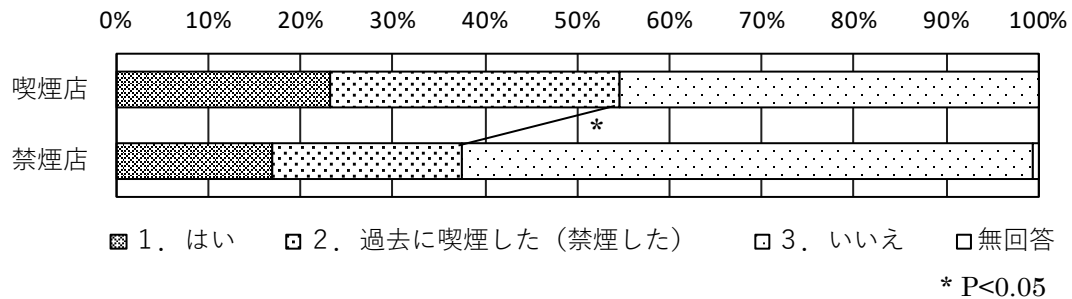 0% 10% 20% 30% 40% 50% 60% 70% 80% 90% 100%
喫煙店
*
禁煙店
1．はい 2．過去に喫煙した（禁煙した） 3．いいえ 無回答
* P<0.05